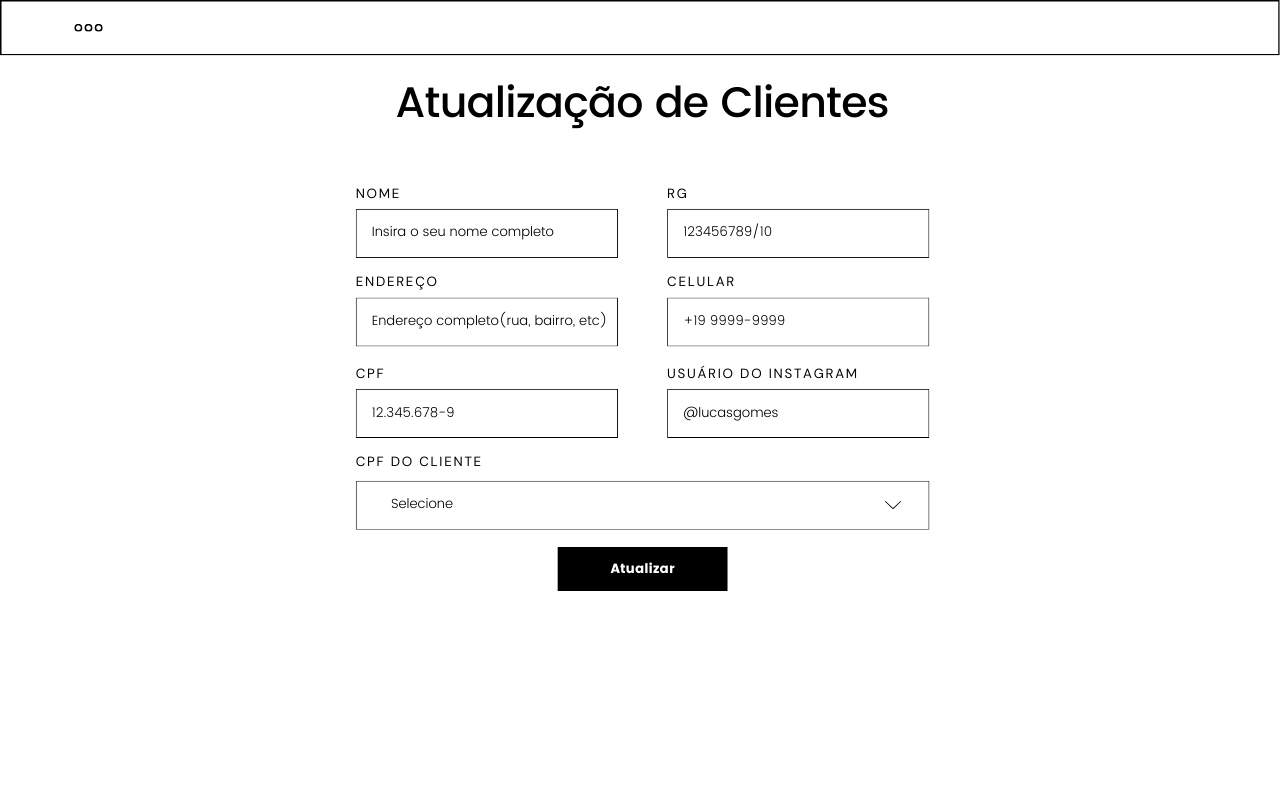 Atualização de Clientes
NOME
RG
Insira o seu nome completo
123456789/10
ENDEREÇO
CELULAR
Endereço completo(rua, bairro, etc)
+19 9999-9999
CPF
USUÁRIO DO INSTAGRAM
12.345.678-9
@lucasgomes
CPF DO CLIENTE
Selecione
Atualizar